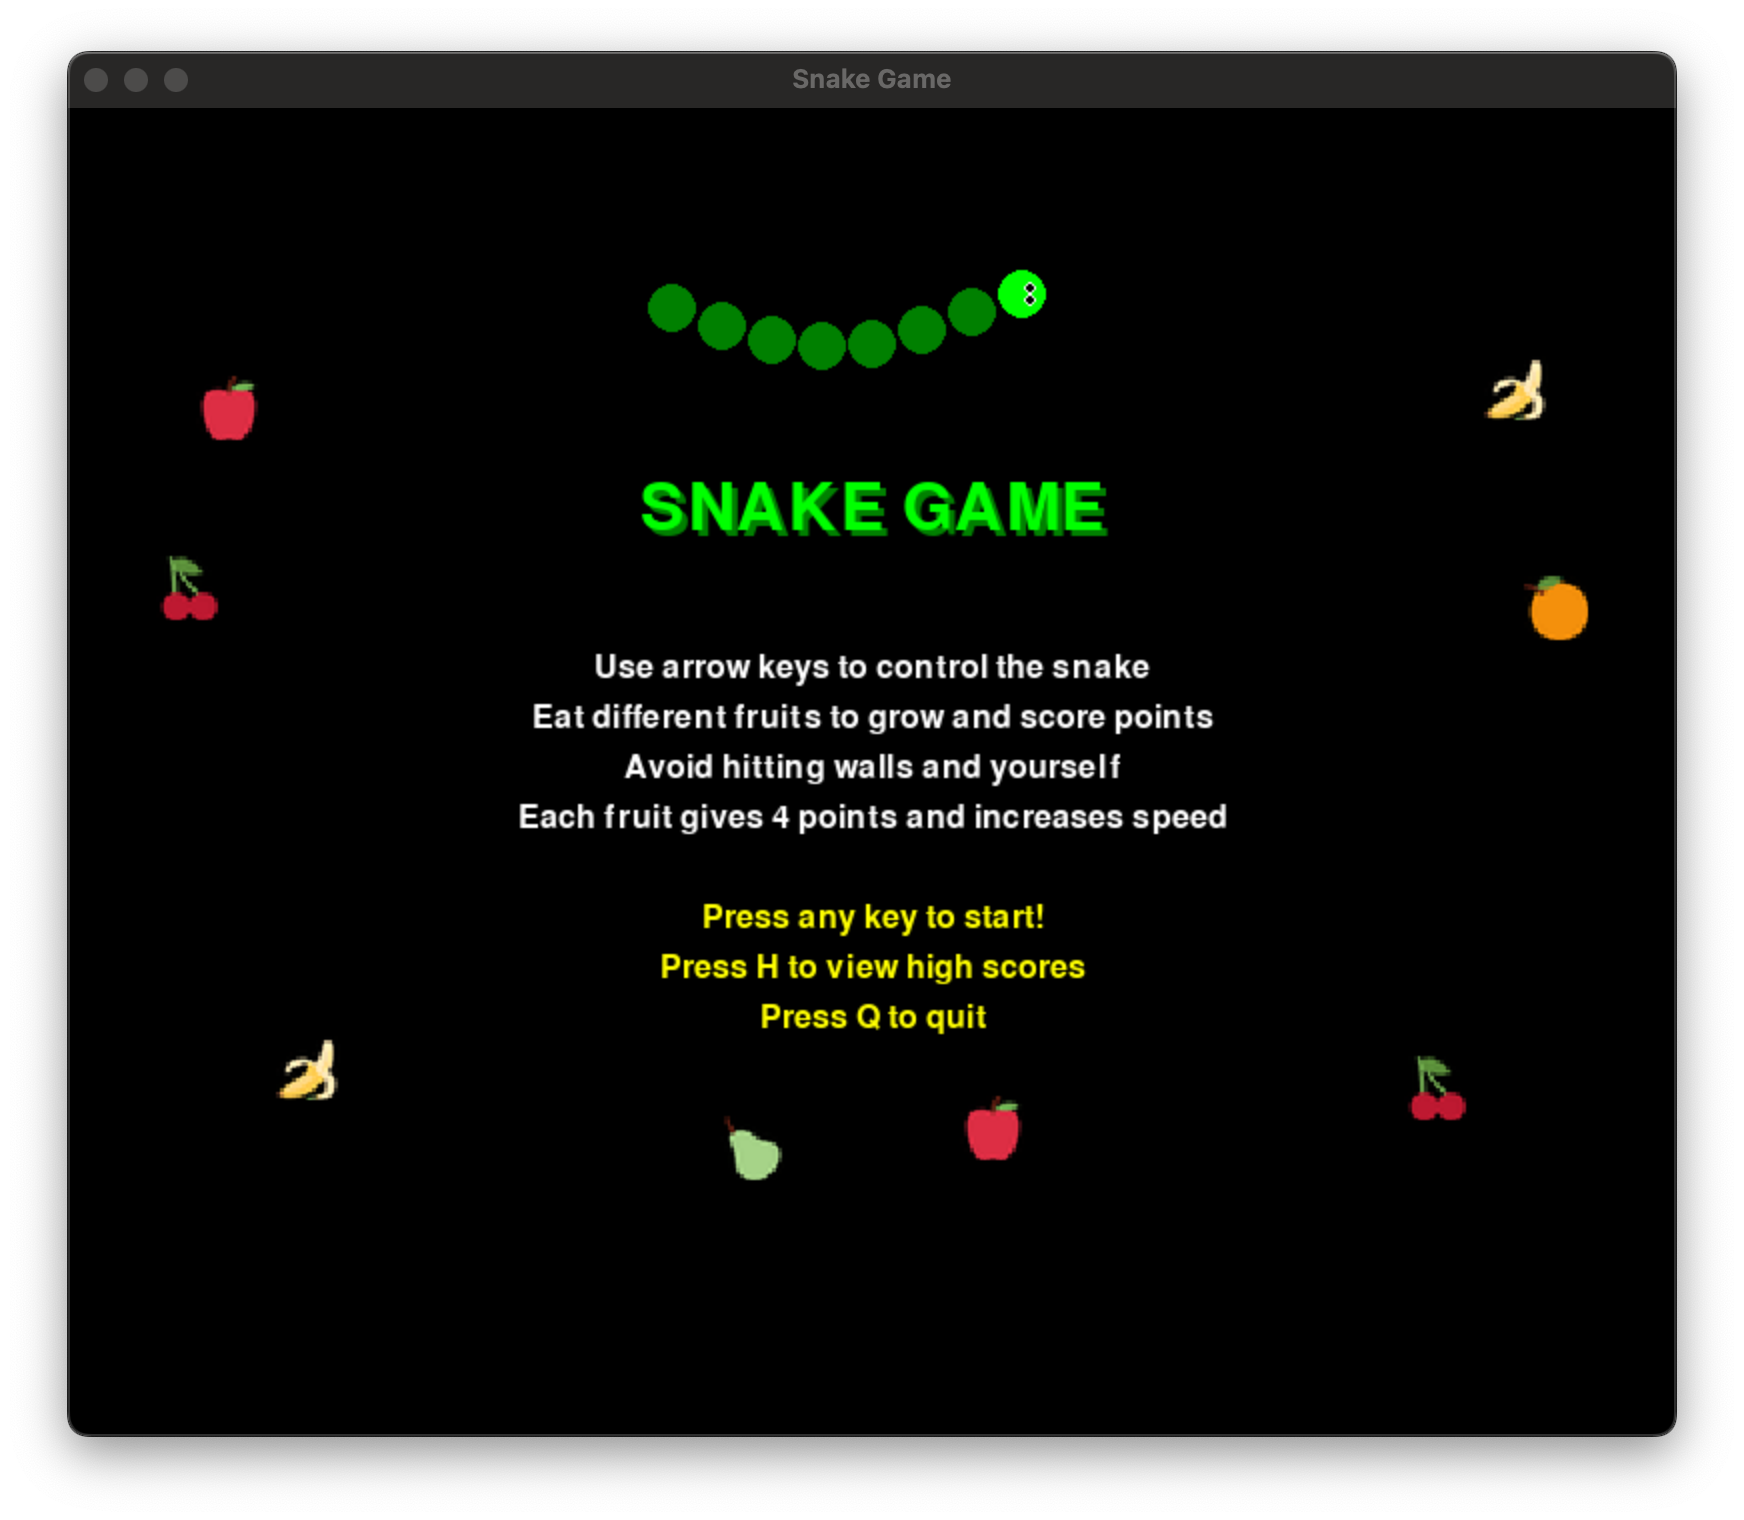 Snake Game
SNAKE GAME
Use arrow keys to control the snake
Eat different fruits to grow and score points
Avoid hitting walls and yourself
Each fruit gives 4 points and increases speed
Press any key to start!
Press H to view high scores
Press Q to quit